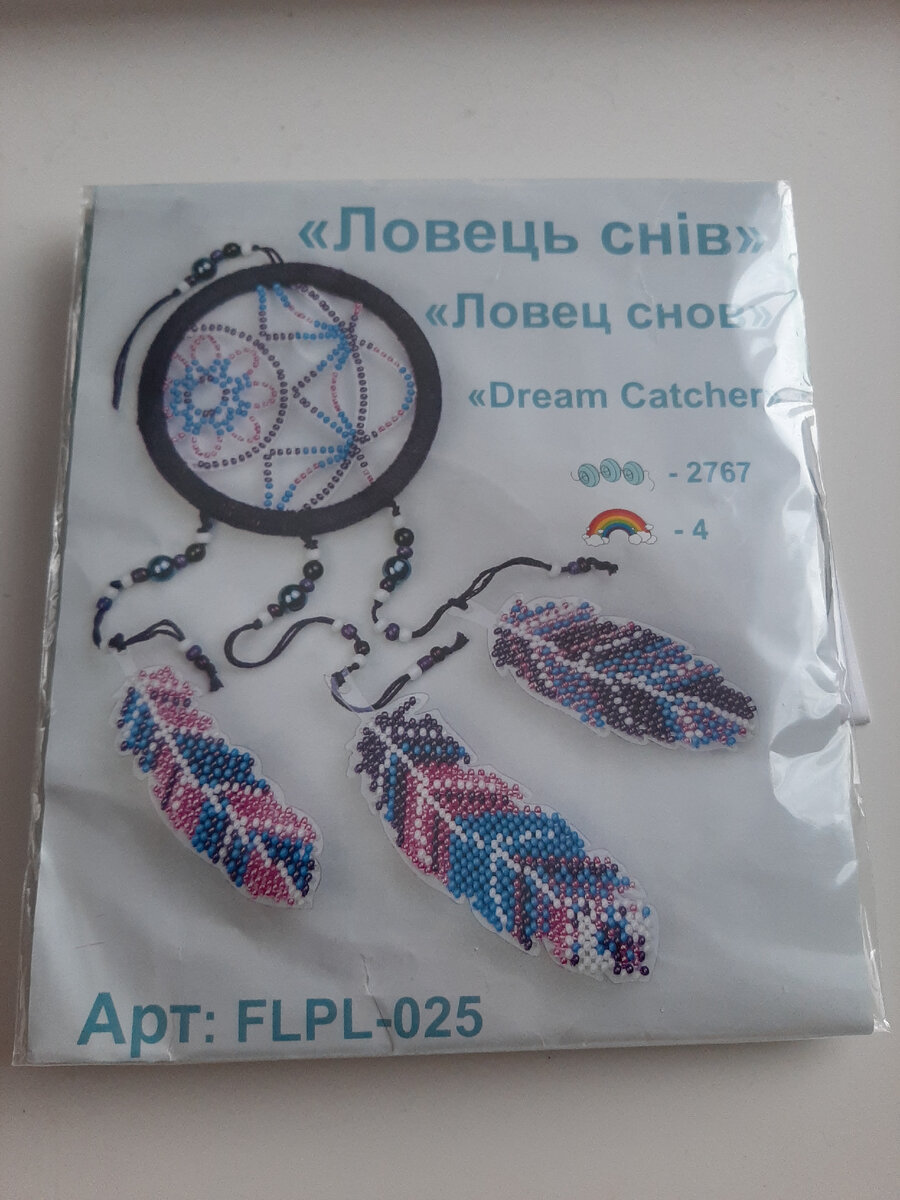 «Ловець снів»
«Ловец снов»
«Dream Catcher»
- 2767
- 4
Арт: FLPL-025